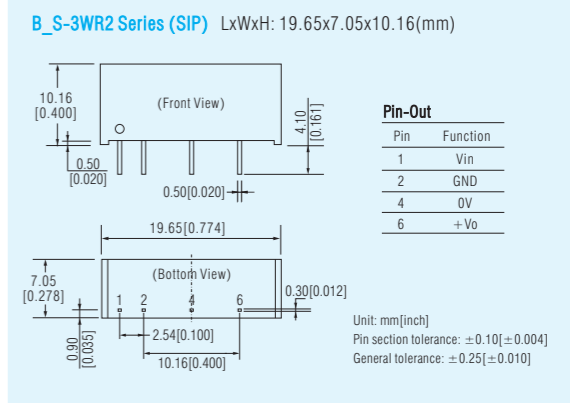 B_S-3WR2 Series (SIP) LxWxH: 19.65x7.05x10.16(mm)
(Front View)
10.16
[0.400]
4.10
[0.161]
0.50
[0.020]
0.50[0.020]
Pin-Out
Pin Function
1 Vin
2 GND
4 0V
6 +Vo
19.65[0.774]
(Bottom View)
7.05
[0.278]
0.30[0.012]
1 2 4 6
0.90
[0.035]
2.54[0.100]
10.16[0.400]
Unit: mm[inch]
Pin section tolerance: ±0.10[±0.004]
General tolerance: ±0.25[±0.010]